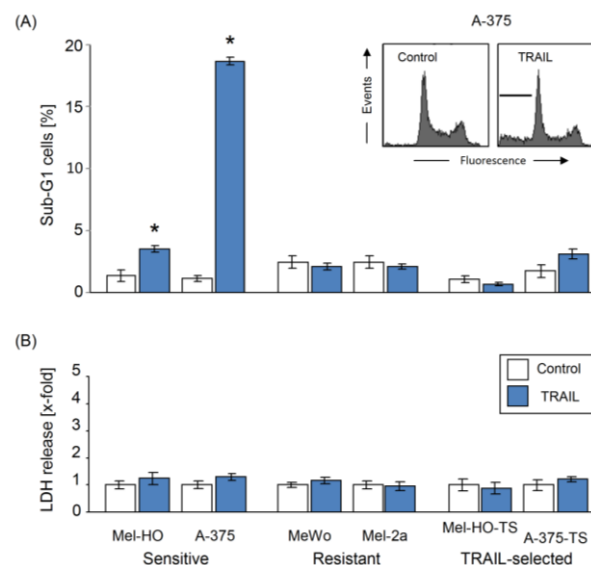 (A)
A-375
Control
TRAIL
Events
Fluorescence
Sub-G1 cells [%]
20
15
10
5
0
*
*
(B)
Control
TRAIL
LDH release [x-fold]
5
4
3
2
1
0
Mel-HO
A-375
MeWo
Mel-2a
Mel-HO-TS
A-375-TS
Sensitive
Resistant
TRAIL-selected